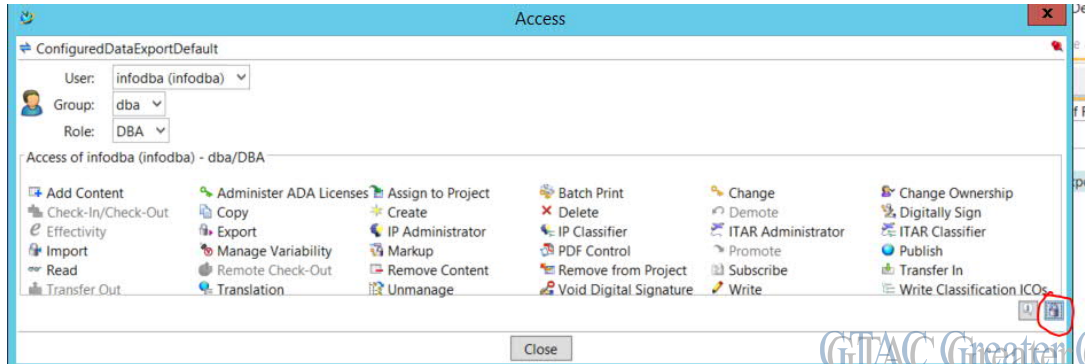 Access
x
ConfiguredDataExportDefault
User: infodba (infodba)
Group: dba
Role: DBA
Access of infodba (infodba) - dba/DBA
Add Content Administer ADA Licenses Assign to Project Batch Print Change Change Ownership
Check-In/Check-Out Copy Create Delete Demote Digitally Sign
Effectivity Export IP Administrator IP Classifier ITAR Administrator ITAR Classifier
Import Manage Variability Markup PDF Control Promote Publish
Read Remote Check-Out Remove Content Remove from Project Subscribe Transfer In
Transfer Out Translation Unmanage Void Digital Signature Write Write Classification ICOs
Close
GTAC Greater